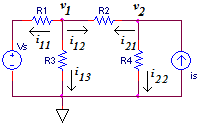 R1 v1 R2 v2
i11 i12 i21
Vs R3 R4 is
i13 i22